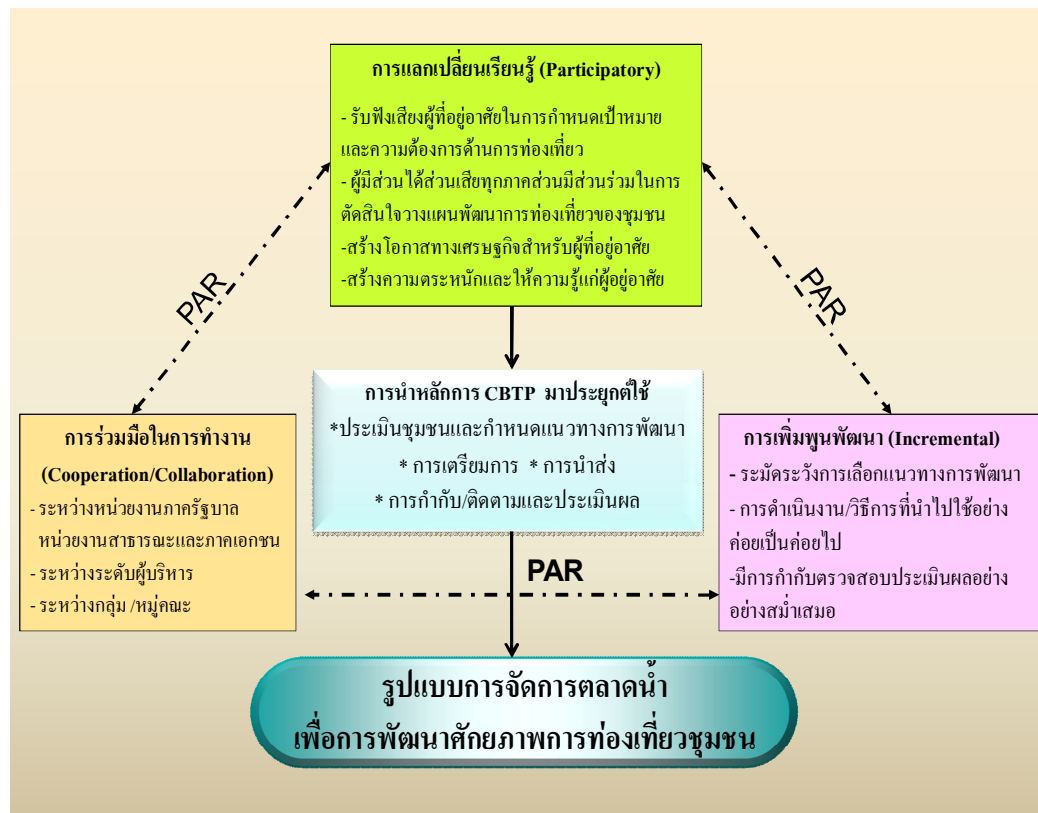 การแลกเปลี่ยนเรียนรู้ (Participatory)
- รับฟังเสียงผู้ที่อยู่อาศัยในการกำหนดเป้าหมาย
และความต้องการด้านการท่องเที่ยว
- ผู้มีส่วนได้ส่วนเสียทุกภาคส่วนมีส่วนร่วมในการ
ตัดสินใจวางแผนพัฒนาการท่องเที่ยวของชุมชน
-สร้างโอกาสทางเศรษฐกิจสำหรับผู้ที่อยู่อาศัย
-สร้างความตระหนักและให้ความรู้แก่ผู้อยู่อาศัย
PAR
PAR
การนำหลักการ CBTP มาประยุกต์ใช้
*ประเมินชุมชนและกำหนดแนวทางการพัฒนา
* การเตรียมการ * การนำส่ง
* การกำกับ/ติดตามและประเมินผล
การร่วมมือในการทำงาน
(Cooperation/Collaboration)
- ระหว่างหน่วยงานภาครัฐบาล
หน่วยงานสาธารณะและภาคเอกชน
- ระหว่างระดับผู้บริหาร
- ระหว่างกลุ่ม /หมู่คณะ
การเพิ่มพูนพัฒนา (Incremental)
- ระมัดระวังการเลือกแนวทางการพัฒนา
- การดำเนินงาน/วิธีการที่นำไปใช้อย่าง
ค่อยเป็นค่อยไป
-มีการกำกับตรวจสอบประเมินผลอย่าง
อย่างสม่ำเสมอ
PAR
รูปแบบการจัดการตลาดน้ำ
เพื่อการพัฒนาศักยภาพการท่องเที่ยวชุมชน